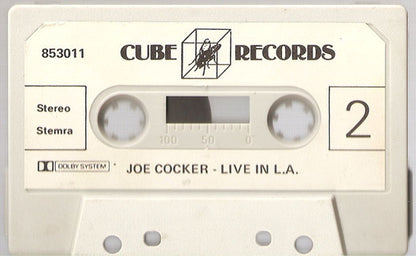 853011
CUBE RECORDS
Stereo
Stemra
2
100 50 0
DOLBY SYSTEM
JOE COCKER - LIVE IN L.A.